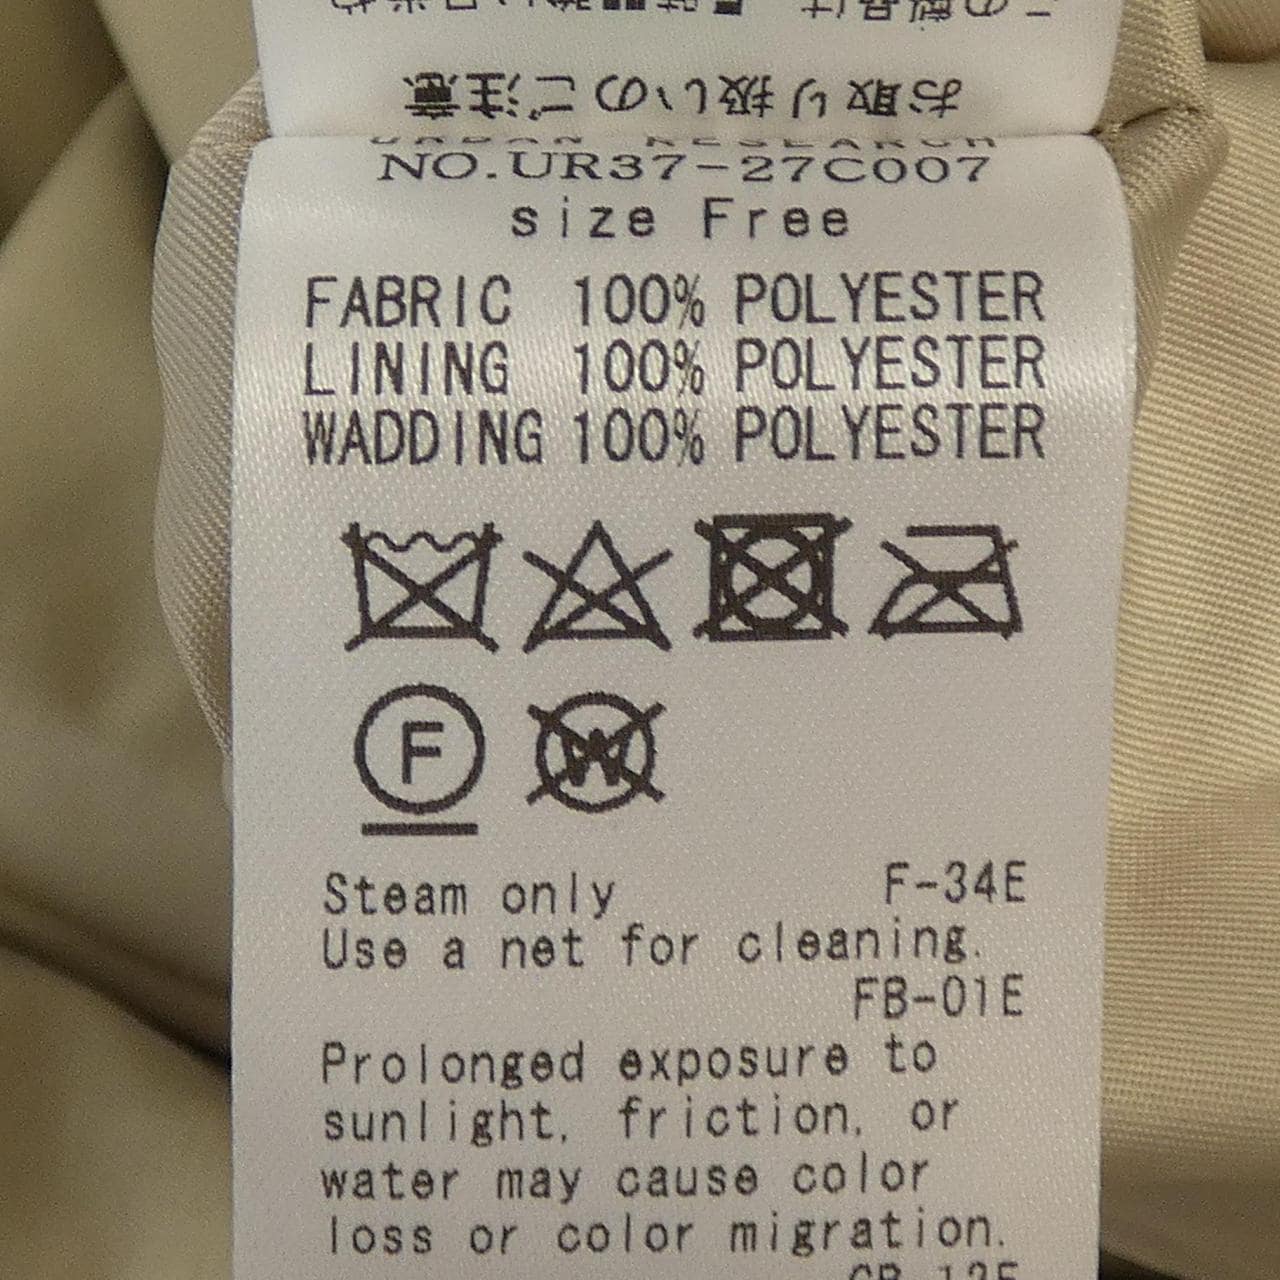 お取り扱いのご注意
URBAN RESEARCH
NO.UR37-27C007
size Free
FABRIC 100% POLYESTER
LINING 100% POLYESTER
WADDING 100% POLYESTER
F W
Steam only F-34E
Use a net for cleaning.
FB-01E
Prolonged exposure to
sunlight, friction, or
water may cause color
loss or color migration.